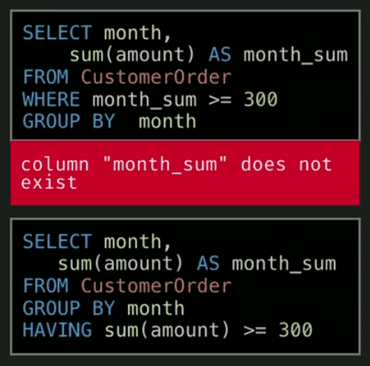 SELECT month,
sum(amount) AS month_sum
FROM CustomerOrder
WHERE month_sum >= 300
GROUP BY month
column "month_sum" does not
exist
SELECT month,
sum(amount) AS month_sum
FROM CustomerOrder
GROUP BY month
HAVING sum(amount) >= 300